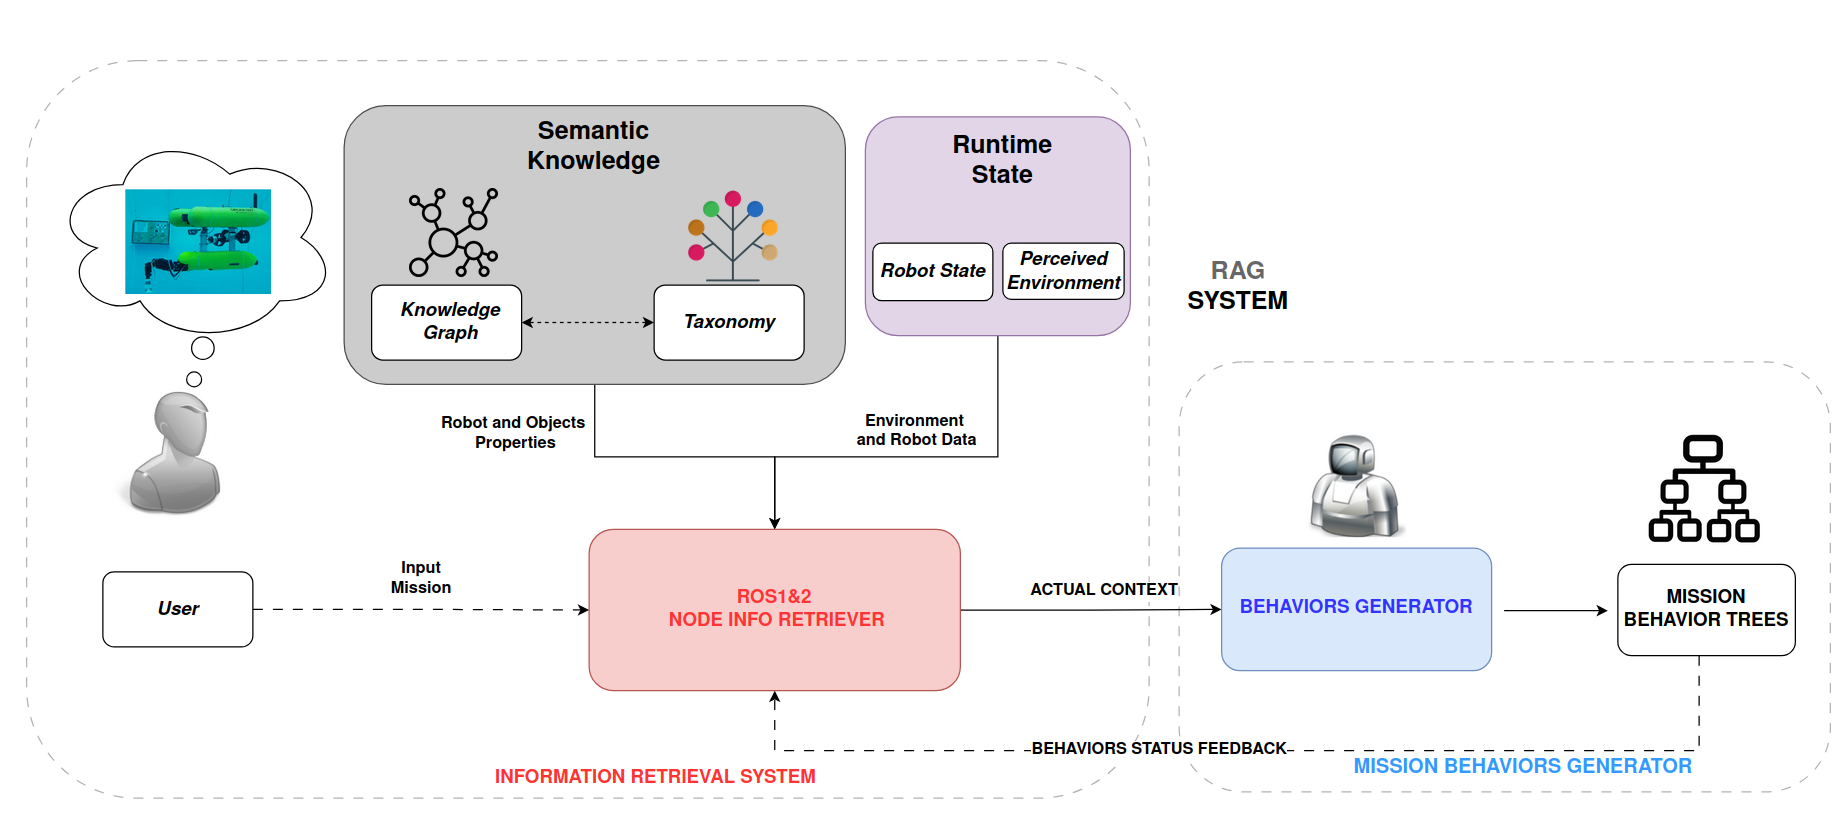 Semantic
Knowledge
Runtime
State
Robot State
Perceived
Environment
Knowledge
Graph
Taxonomy
RAG
SYSTEM
Robot and Objects
Properties
Environment
and Robot Data
Input
Mission
User
ROS1&2
NODE INFO RETRIEVER
ACTUAL CONTEXT
BEHAVIORS GENERATOR
MISSION
BEHAVIOR TREES
BEHAVIORS STATUS FEEDBACK
INFORMATION RETRIEVAL SYSTEM
MISSION BEHAVIORS GENERATOR